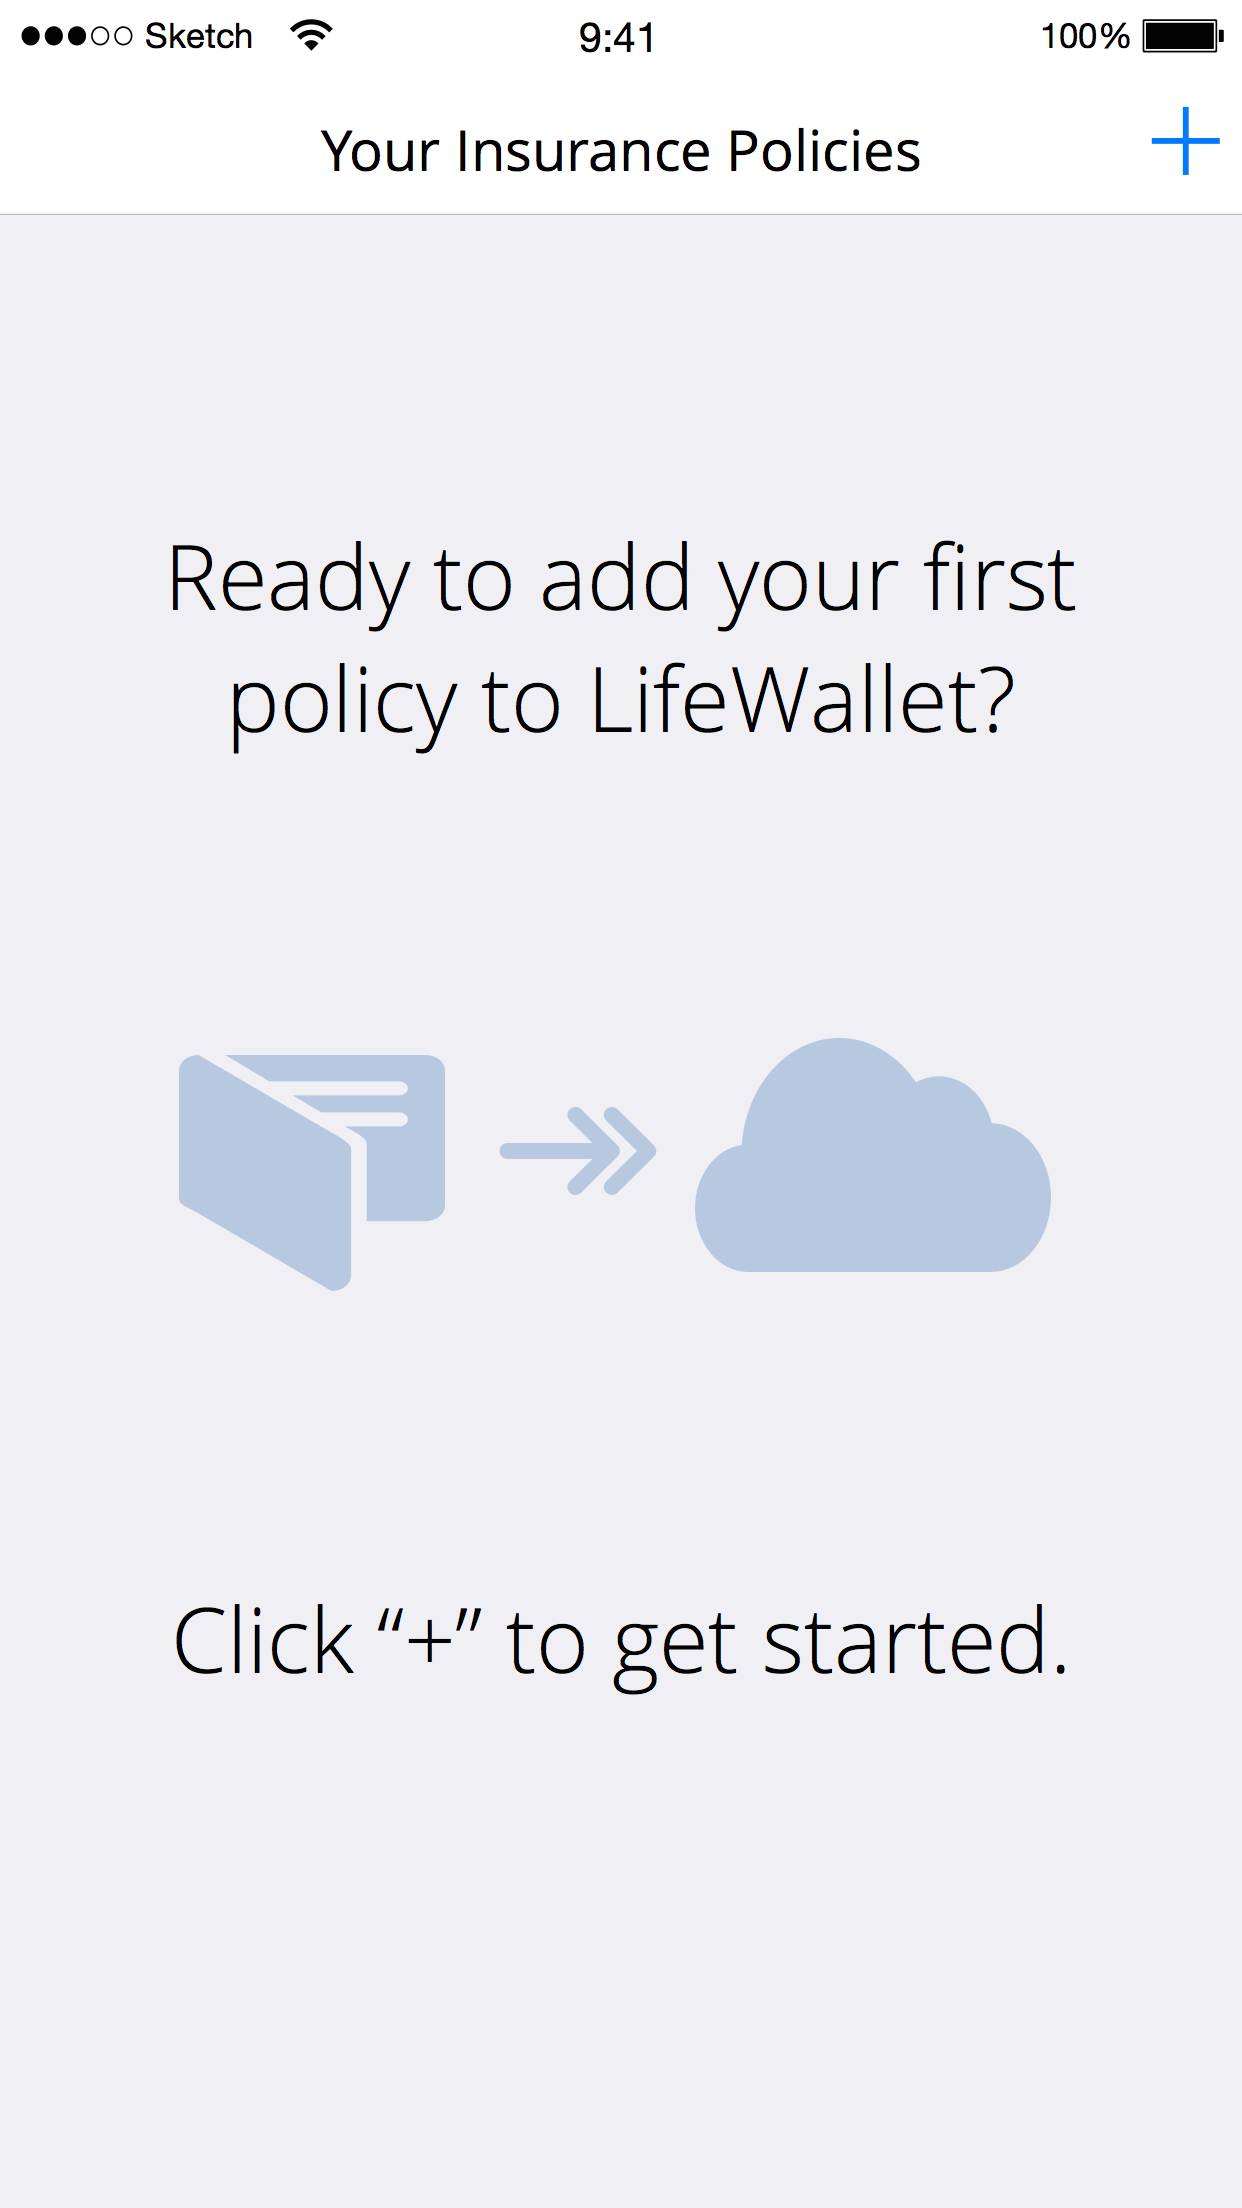 Sketch 9:41 100%
Your Insurance Policies
Ready to add your first
policy to LifeWallet?
Click “+” to get started.